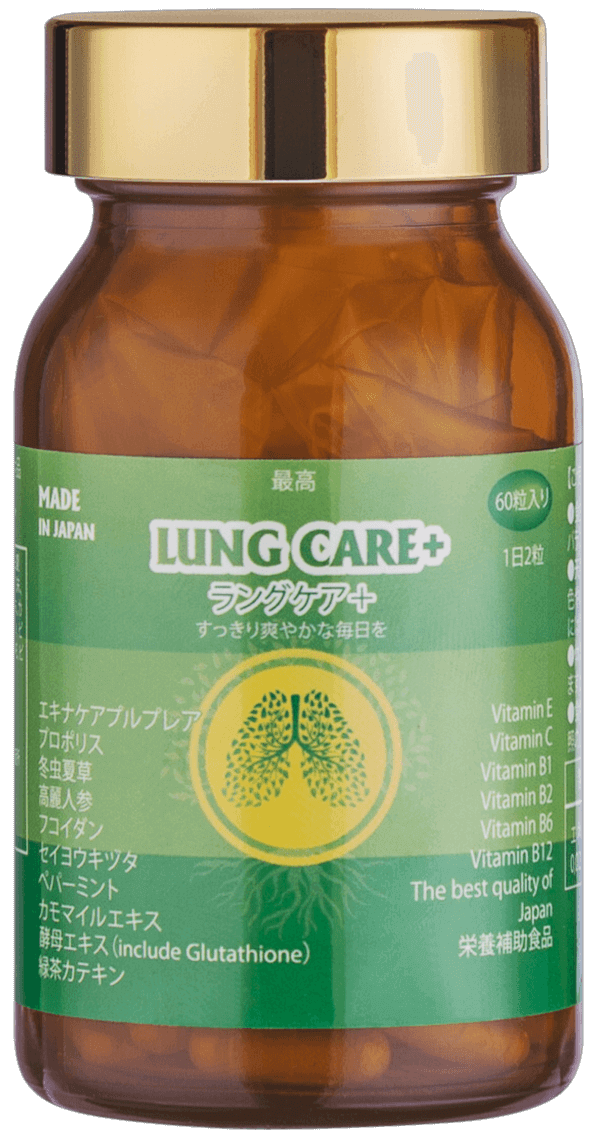 最高
MADE
IN JAPAN
60粒入り
1日2粒
LUNG CARE+
ラングケア+
すっきり爽やかな毎日を
エキナケアプルプレア
プロポリス
冬虫夏草
高麗人参
フコイダン
セイヨウキヅタ
ペパーミント
カモマイルエキス
酵母エキス（include Glutathione）
緑茶カテキン
Vitamin E
Vitamin C
Vitamin B1
Vitamin B2
Vitamin B6
Vitamin B12
The best quality of
Japan
栄養補助食品